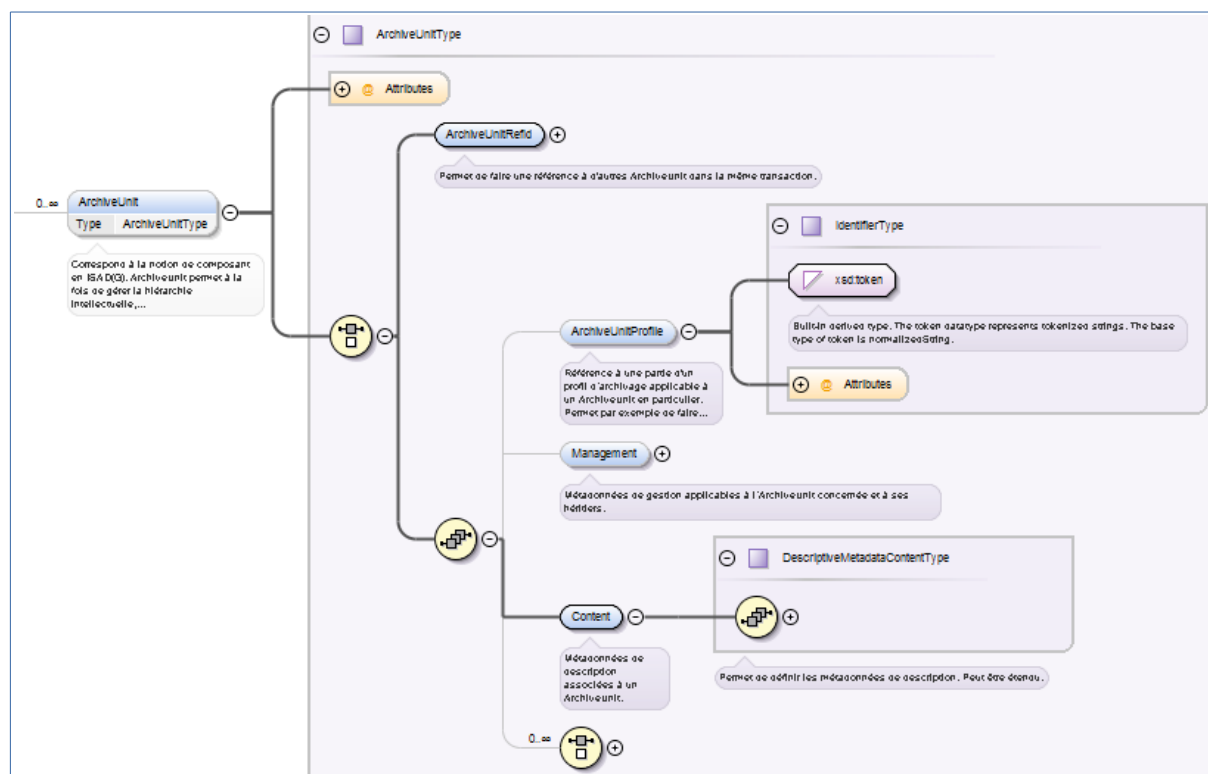 ArchiveUnitType
@ Attributes
ArchiveUnitRefId
Permet de faire une référence à d'autres ArchiveUnit dans la même transaction.
0..∞
ArchiveUnit
Type ArchiveUnitType
Correspond à la notion de composant
en ISAD(G). ArchiveUnit permet à la
fois de gérer la hiérarchie
intellectuelle,...
IdentifierType
xsd:token
Built-in derived type. The token datatype represents tokenized strings. The base
type of token is normalizedString.
@ Attributes
ArchiveUnitProfile
Référence à une partie d'un
profil d'archivage applicable à
un ArchiveUnit en particulier.
Permet par exemple de faire...
Management
Métadonnées de gestion applicables à l'ArchiveUnit concernée et à ses
héritiers.
DescriptiveMetadataContentType
Content
Métadonnées de
description
associées à un
ArchiveUnit.
Permet de définir les métadonnées de description. Peut être étendu.
0..∞